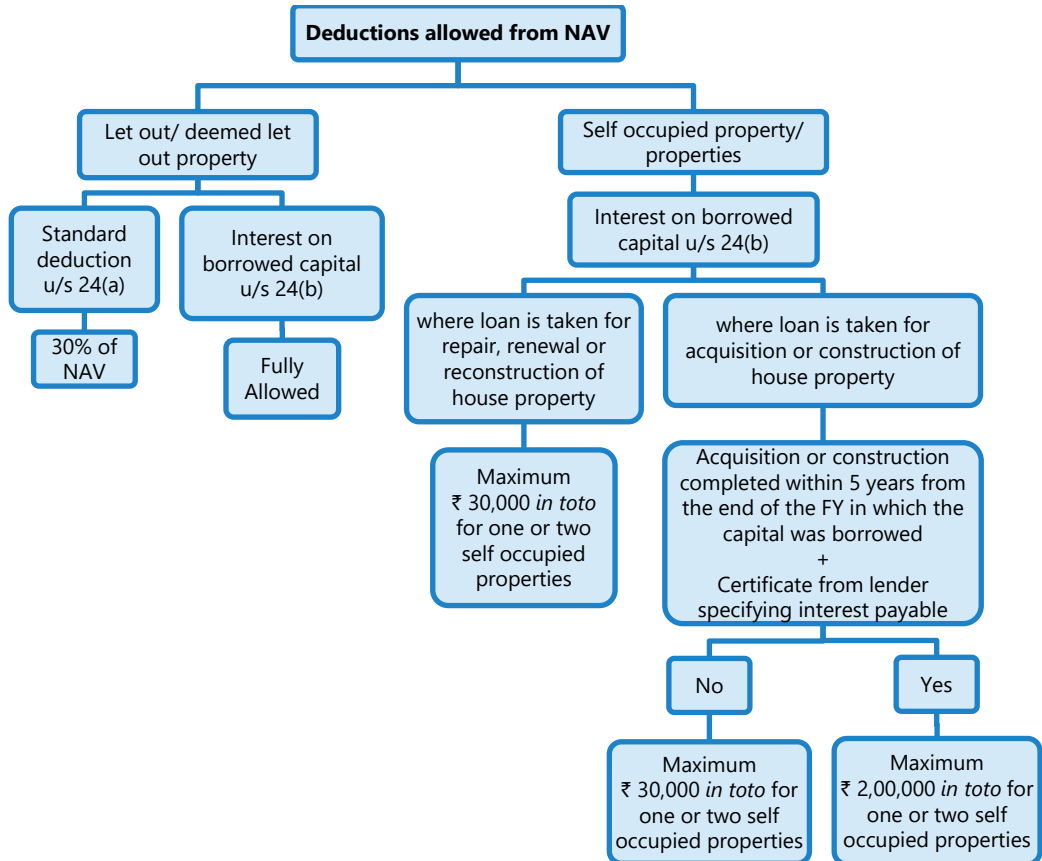 Deductions allowed from NAV
Let out/ deemed let
out property
Self occupied property/
properties
Standard
deduction
u/s 24(a)
Interest on
borrowed capital
u/s 24(b)
Interest on borrowed
capital u/s 24(b)
30% of
NAV
Fully
Allowed
where loan is taken for
repair, renewal or
reconstruction of
house property
where loan is taken for
acquisition or construction of
house property
Maximum
₹ 30,000 in toto
for one or two
self occupied
properties
Acquisition or construction
completed within 5 years from
the end of the FY in which the
capital was borrowed
+
Certificate from lender
specifying interest payable
No
Yes
Maximum
₹ 30,000 in toto for
one or two self
occupied properties
Maximum
₹ 2,00,000 in toto for
one or two self
occupied properties